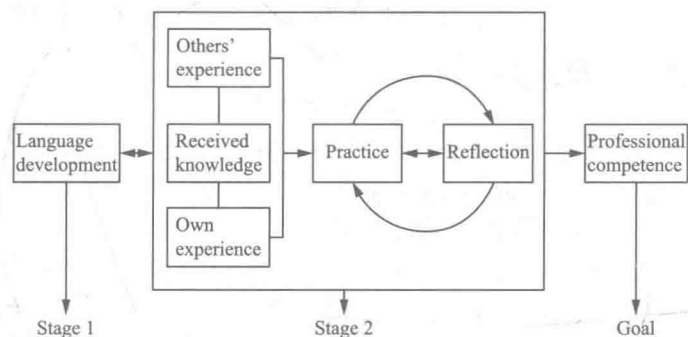 Others'
experience
Language
development
Received
knowledge
Practice
Reflection
Professional
competence
Own
experience
Stage 1
Stage 2
Goal